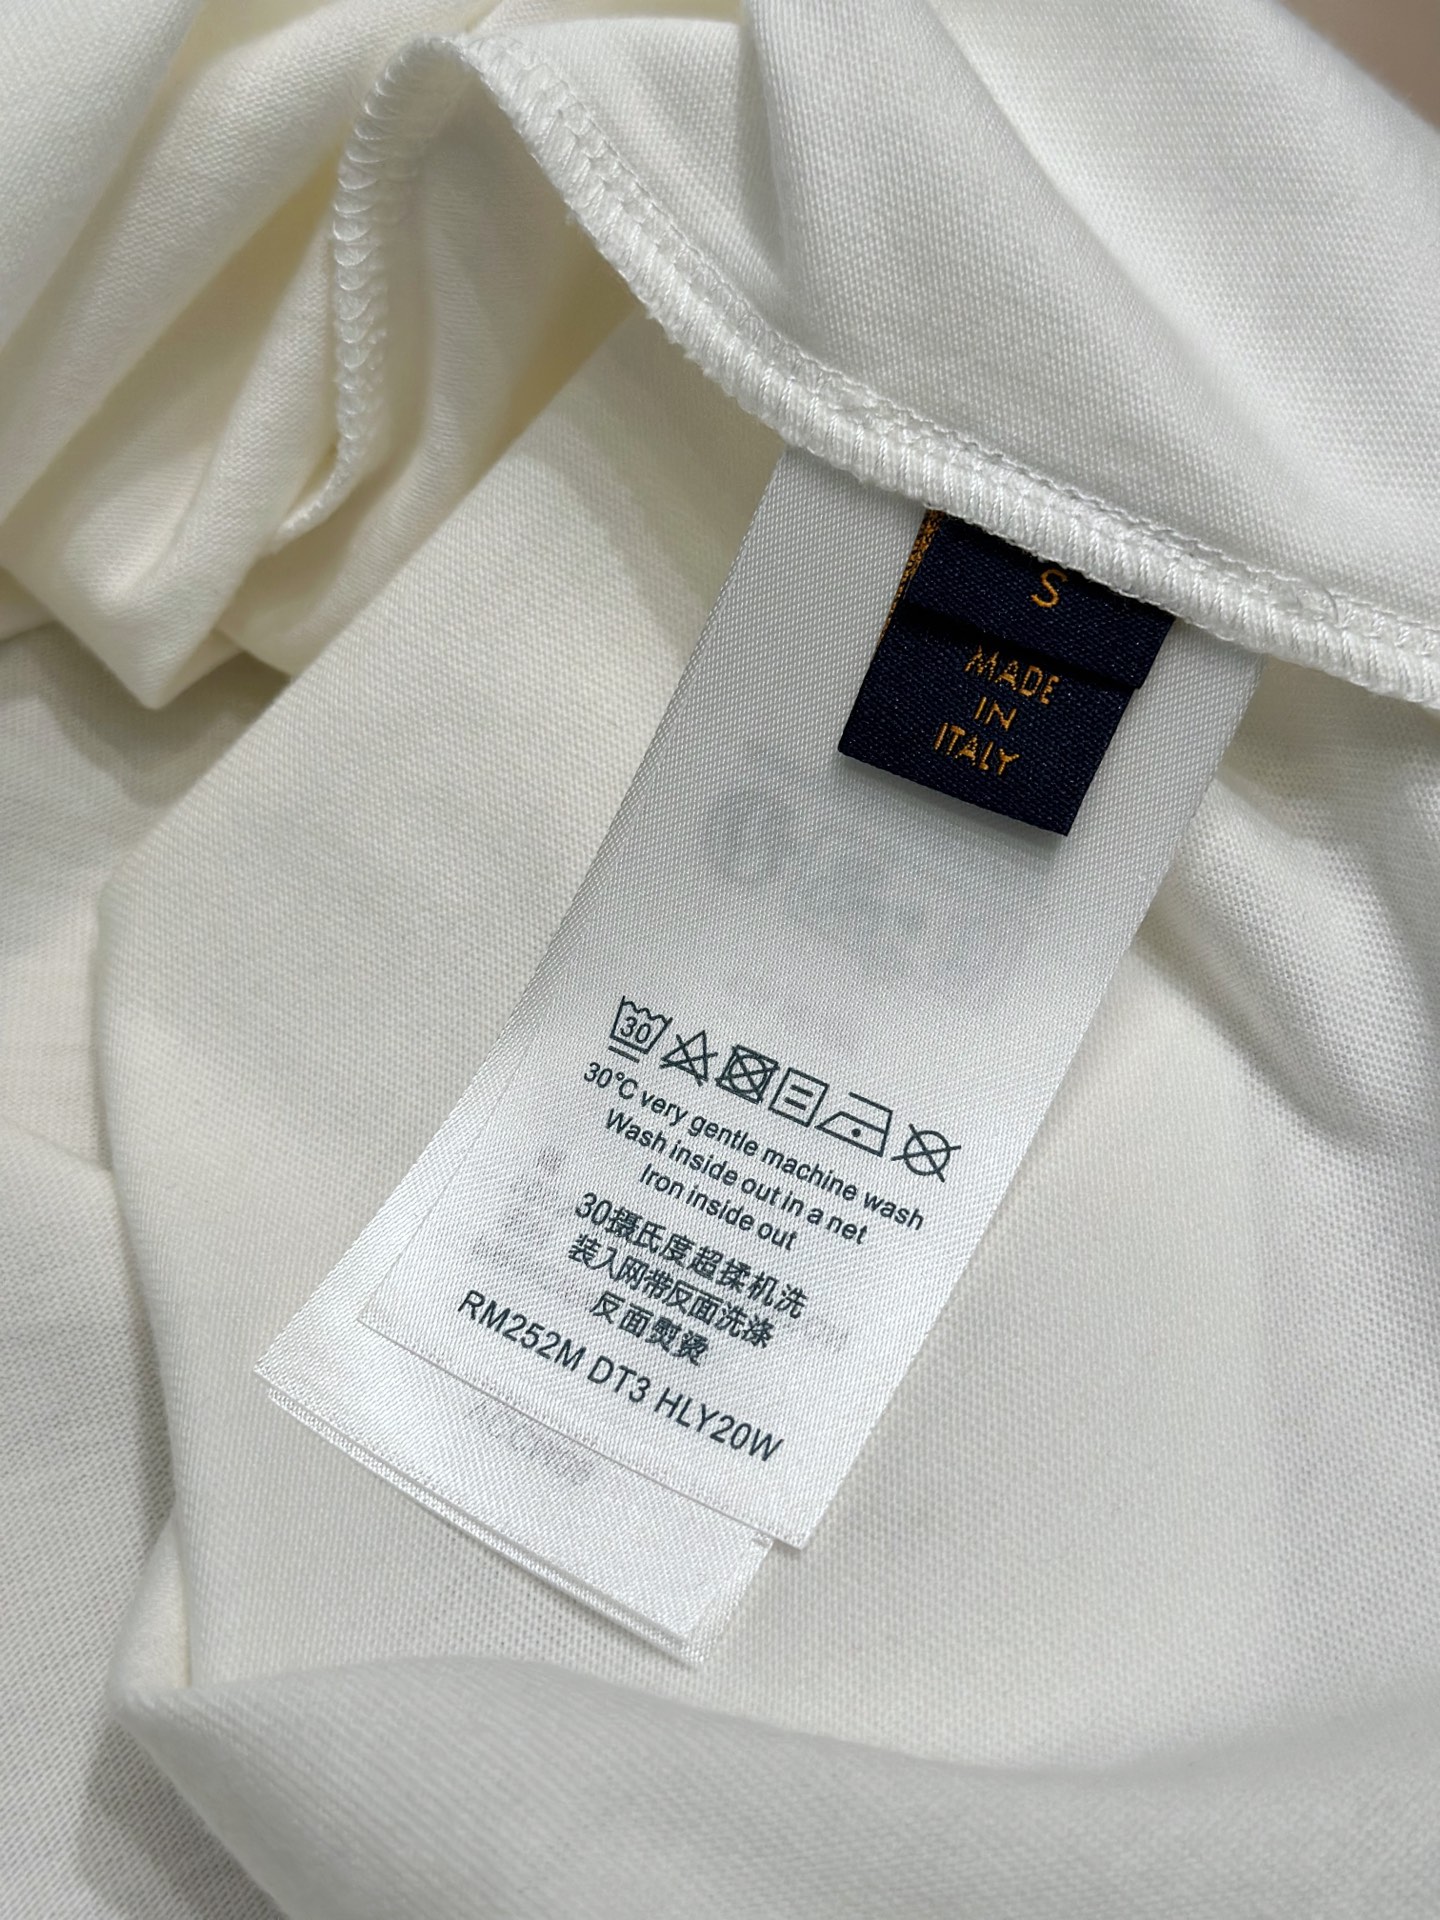 S
MADE
IN
ITALY
30
30°C very gentle machine wash
Wash inside out in a net
Iron inside out
30摄氏度超揉机洗
装入网带反面洗涤
反面熨烫
RM252M DT3 HLY20W